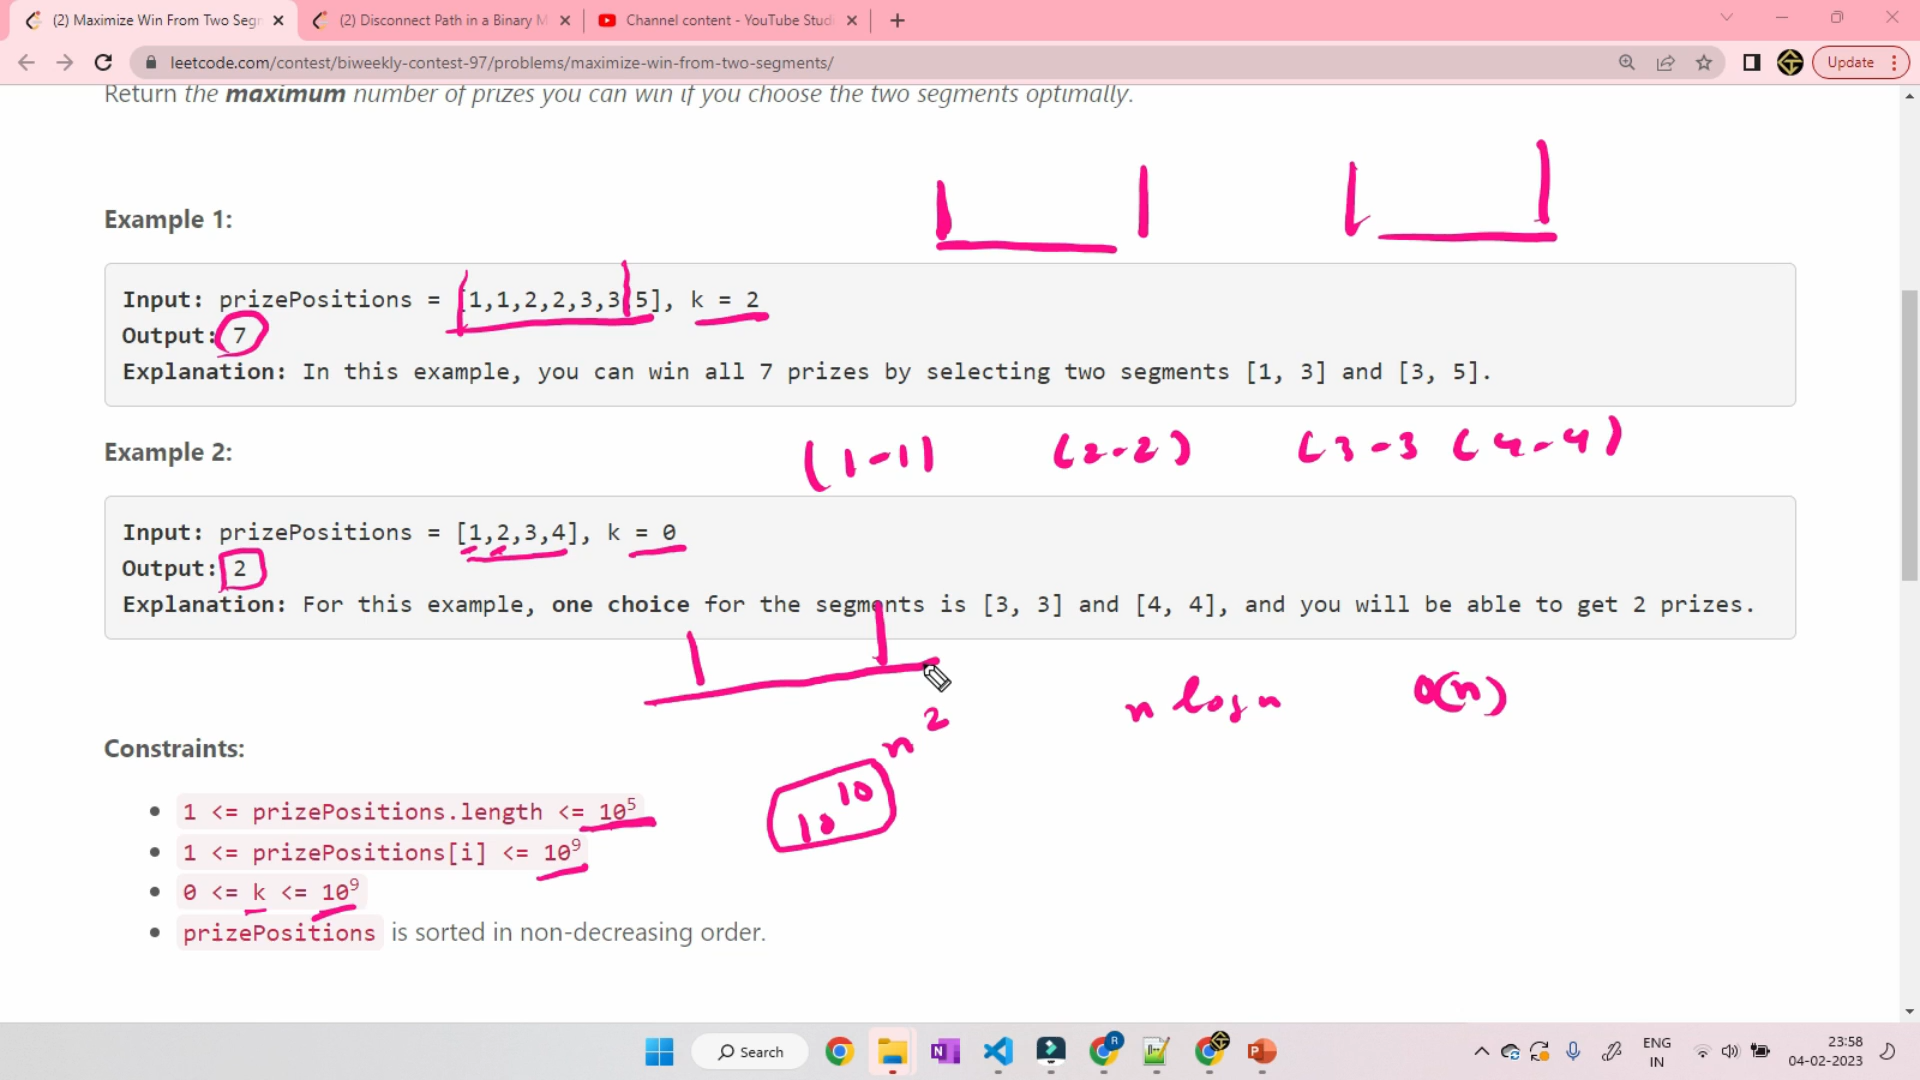 (2) Maximize Win From Two Segr
(2) Disconnect Path in a Binary M
Channel content - YouTube Studi
leetcode.com/contest/biweekly-contest-97/problems/maximize-win-from-two-segments/
Update
Return the maximum number of prizes you can win if you choose the two segments optimally.
Example 1:
Input: prizePositions = [1,1,2,2,3,3,5], k = 2
Output: 7
Explanation: In this example, you can win all 7 prizes by selecting two segments [1, 3] and [3, 5].
(1-1) (2-2) (3-3 (4-4)
Example 2:
Input: prizePositions = [1,2,3,4], k = 0
Output: 2
Explanation: For this example, one choice for the segments is [3, 3] and [4, 4], and you will be able to get 2 prizes.
n log n O(n)
n²
10¹⁰
Constraints:
1 <= prizePositions.length <= 10⁵
1 <= prizePositions[i] <= 10⁹
0 <= k <= 10⁹
prizePositions is sorted in non-decreasing order.
Search
ENG
IN
23:58
04-02-2023